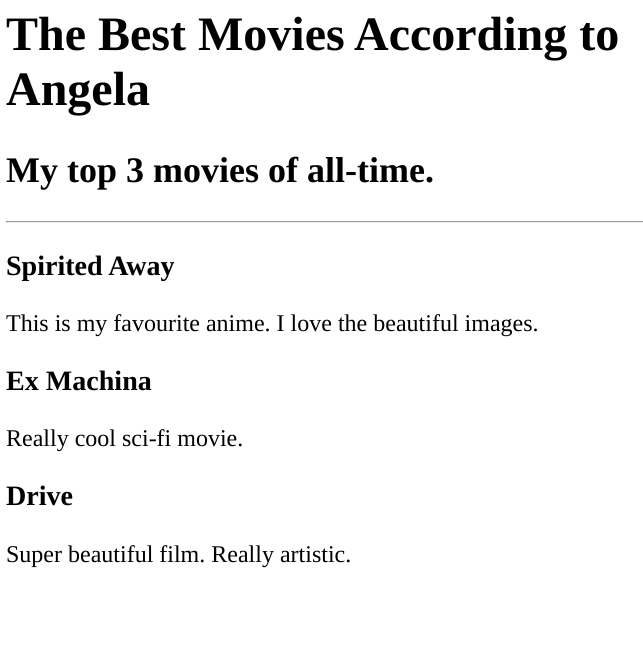 The Best Movies According to
Angela
My top 3 movies of all-time.
Spirited Away
This is my favourite anime. I love the beautiful images.
Ex Machina
Really cool sci-fi movie.
Drive
Super beautiful film. Really artistic.